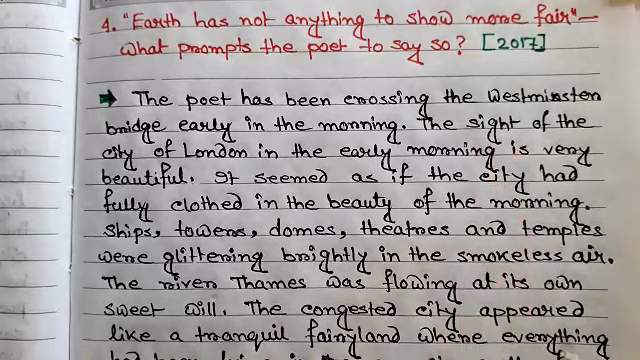 4. "Earth has not anything to show more fair"—
what prompts the poet to say so? [2017]
➡ The poet has been crossing the Westminster
bridge early in the morning. The sight of the
city of London in the early morning is very
beautiful. It seemed as if the city had
fully clothed in the beauty of the morning.
Ships, towers, domes, theatres and temples
were glittering brightly in the smokeless air.
The river Thames was flowing at its own
sweet will. The congested city appeared
like a tranquil fairyland where everything
had been